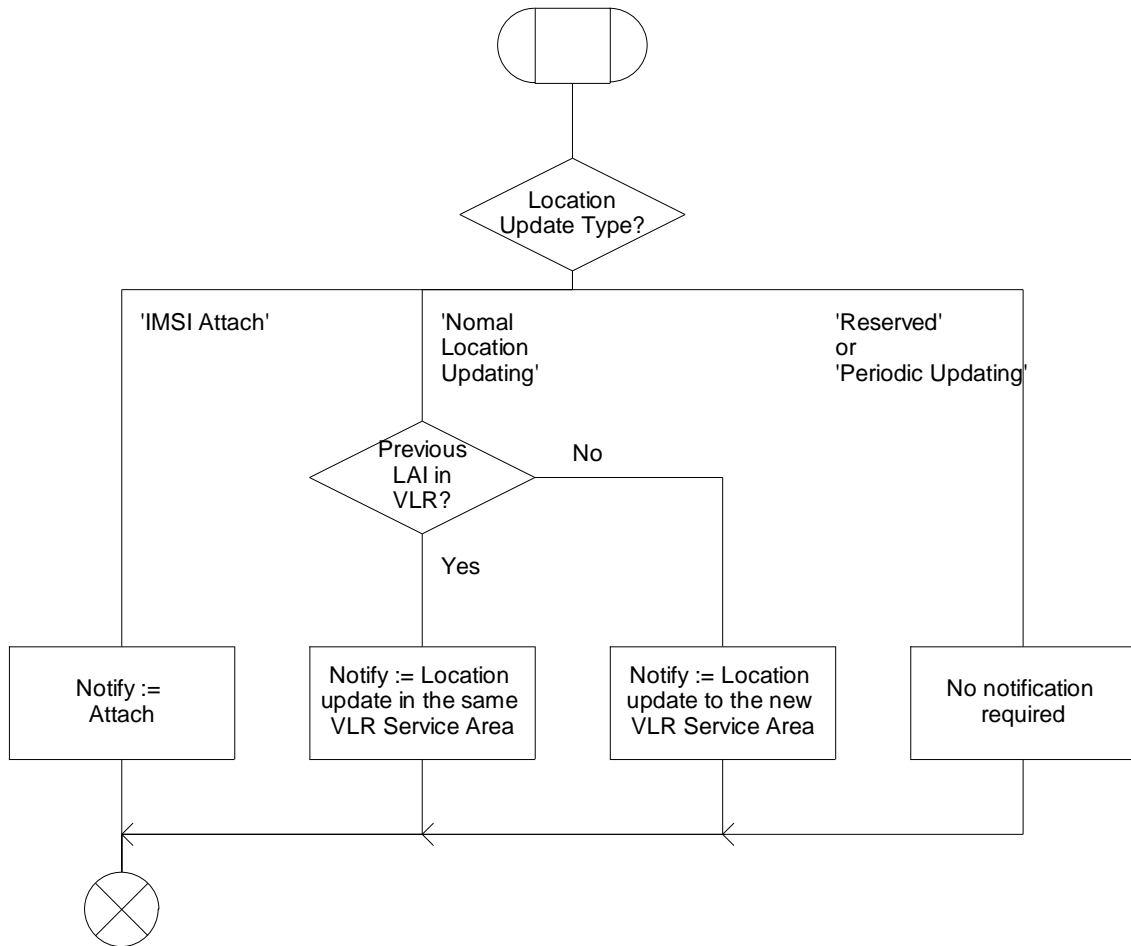 Location
Update Type?
'IMSI Attach'
'Nomal
Location
Updating'
'Reserved'
or
'Periodic Updating'
Previous
LAI in
VLR?
No
Yes
Notify :=
Attach
Notify := Location
update in the same
VLR Service Area
Notify := Location
update to the new
VLR Service Area
No notification
required